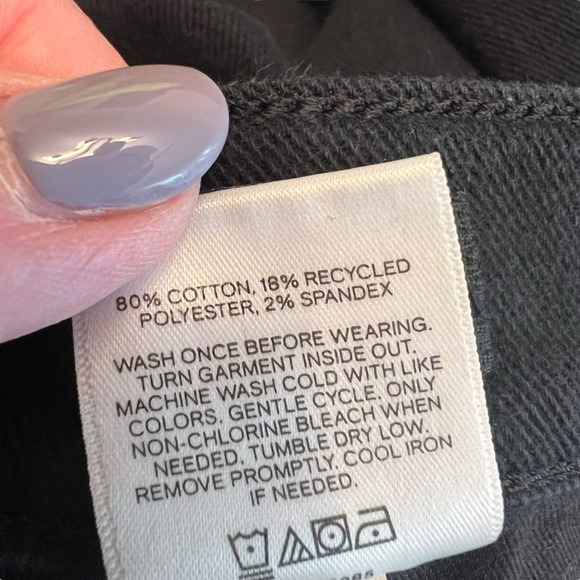 80% COTTON, 18% RECYCLED
POLYESTER, 2% SPANDEX
WASH ONCE BEFORE WEARING.
TURN GARMENT INSIDE OUT.
MACHINE WASH COLD WITH LIKE
COLORS. GENTLE CYCLE. ONLY
NON-CHLORINE BLEACH WHEN
NEEDED. TUMBLE DRY LOW.
REMOVE PROMPTLY. COOL IRON
IF NEEDED.